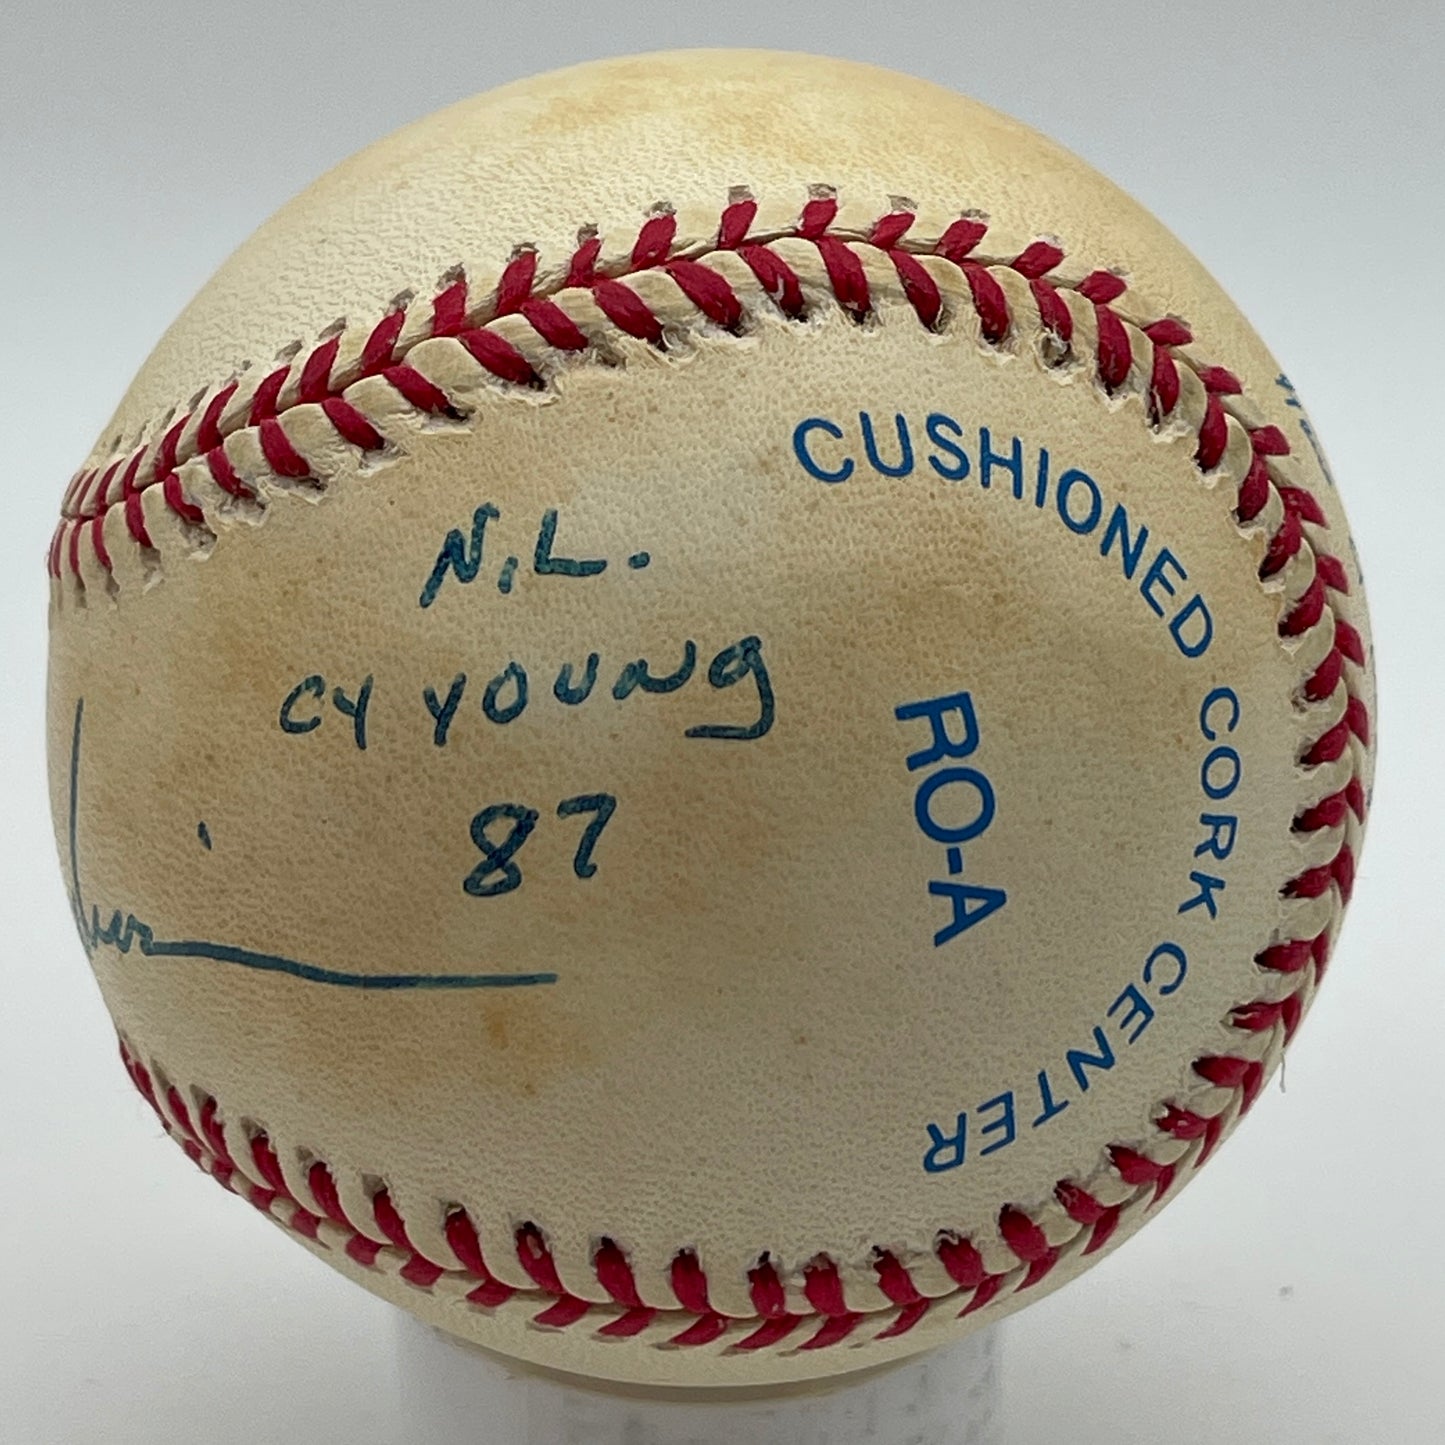 N.L.
CY YOUNG
87
CUSHIONED CORK CENTER
RO-A